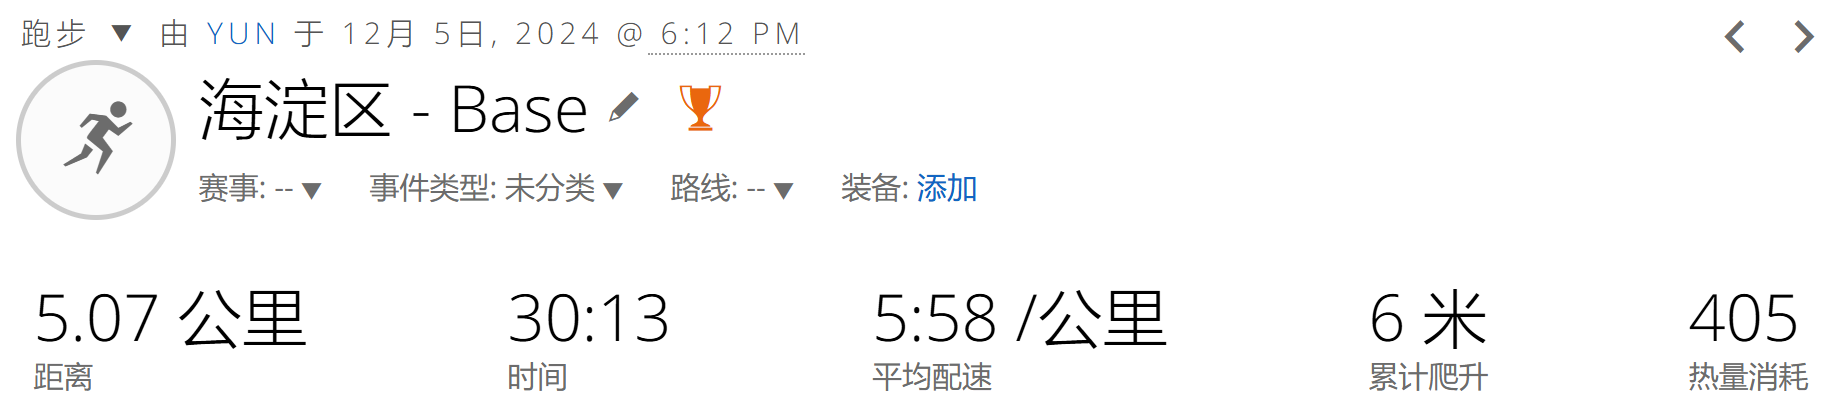 跑步 ▼ 由 YUN 于 12月 5日, 2024 @ 6:12 PM
海淀区 - Base
赛事: -- ▼ 事件类型: 未分类 ▼ 路线: -- ▼ 装备: 添加
5.07 公里 30:13 5:58 /公里 6 米 405
距离 时间 平均配速 累计爬升 热量消耗